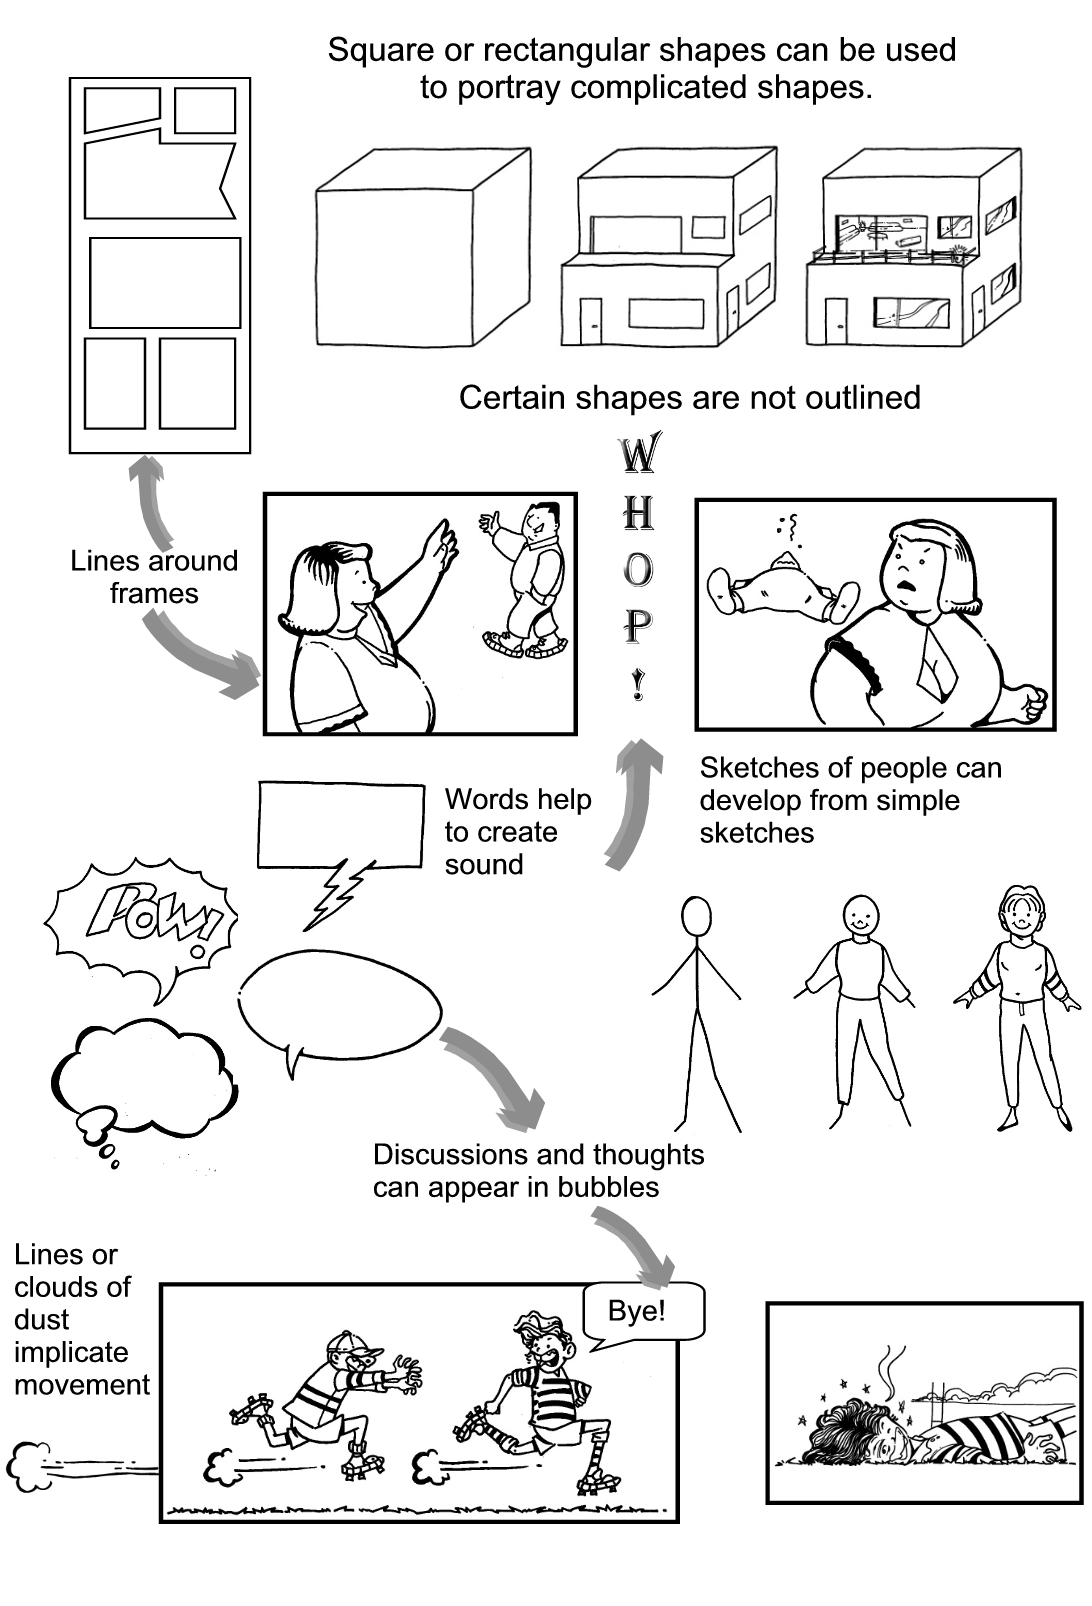 Square or rectangular shapes can be used
to portray complicated shapes.
Certain shapes are not outlined
WHOP!
Lines around
frames
Sketches of people can
develop from simple
sketches
Words help
to create
sound
POW!
Discussions and thoughts
can appear in bubbles
Lines or
clouds of
dust
implicate
movement
Bye!